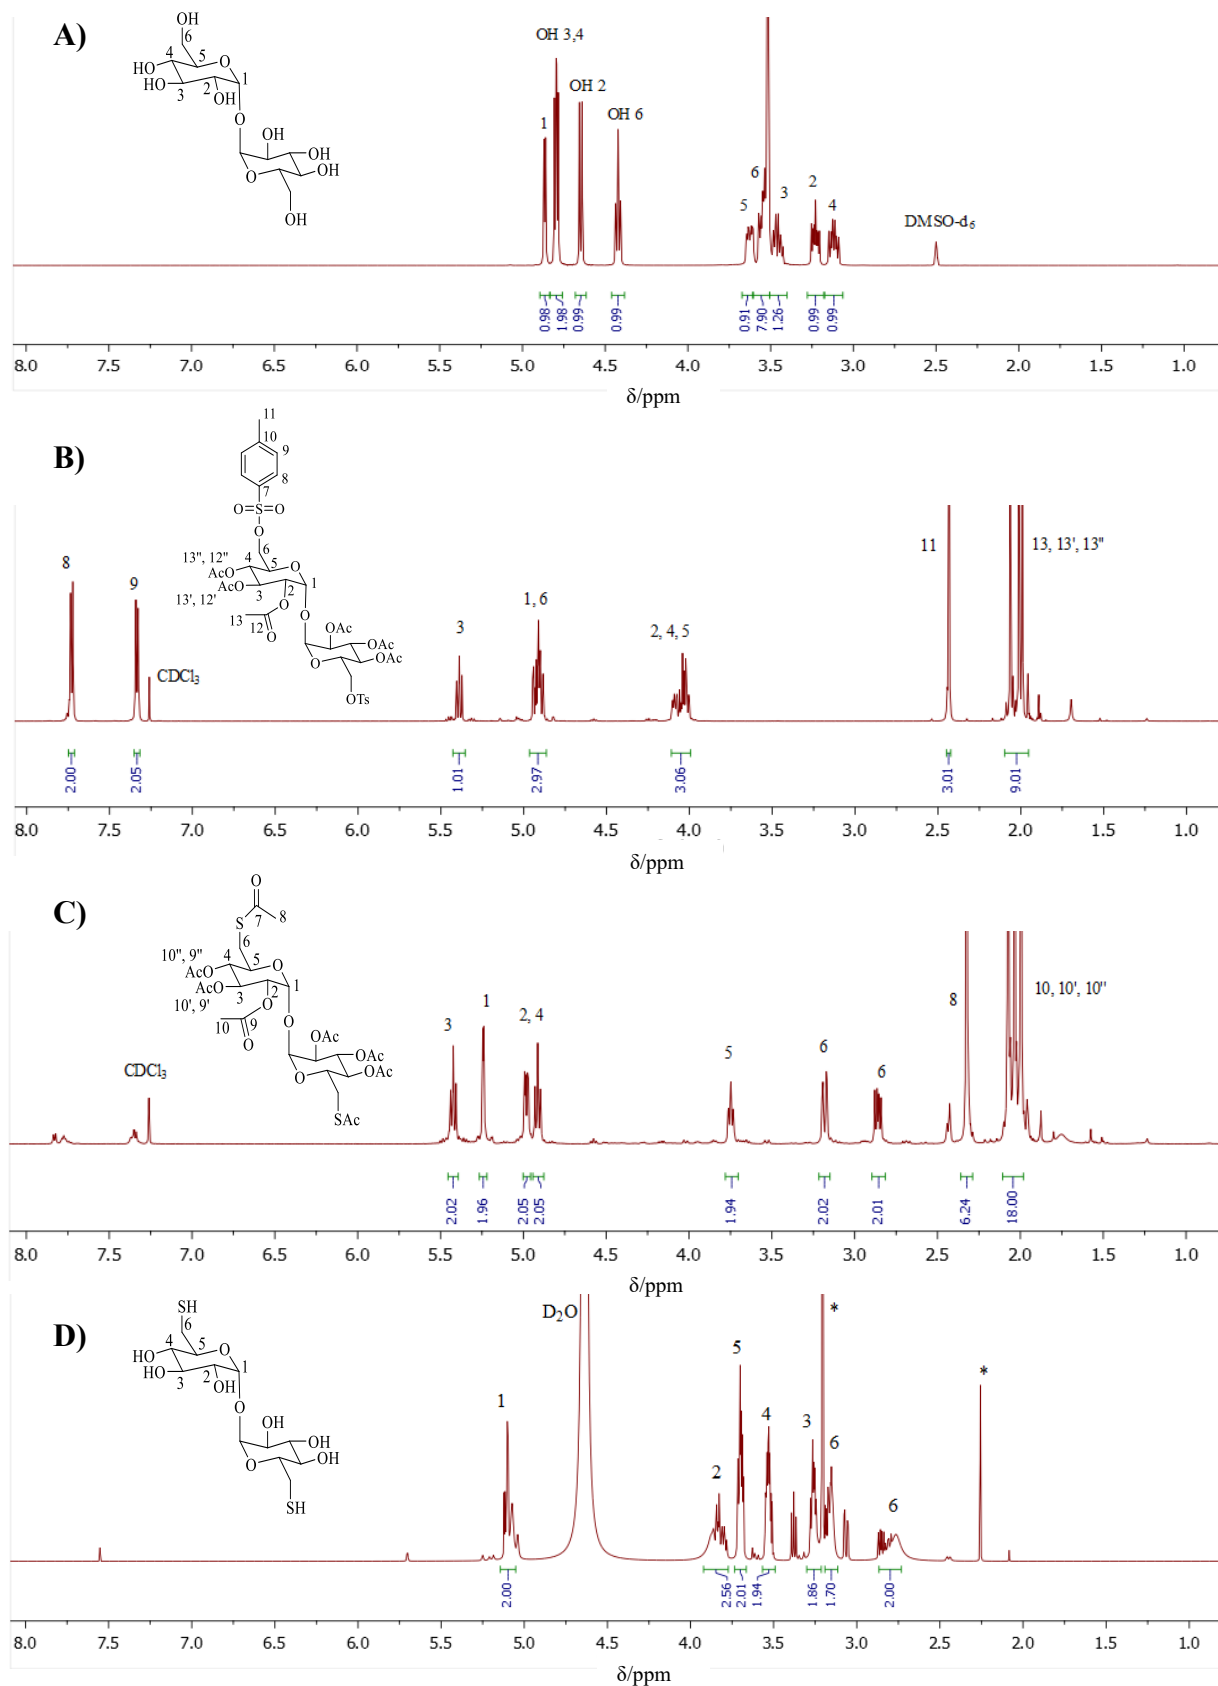 A)
OH
6
4
5
O
HO
HO
3
2
OH
1
O
OH
OH
OH
O
OH
OH 3,4
1
OH 2
OH 6
5
6
3
2
4
DMSO-d6
0.98
1.98
0.99
0.99
0.91
7.90
1.26
0.99
0.99
8.0 7.5 7.0 6.5 6.0 5.5 5.0 4.5 4.0 3.5 3.0 2.5 2.0 1.5 1.0
δ/ppm
B)
11
10
9
8
7
O=S=O
O
6
13'', 12''
4
5
O
AcO
AcO
3
2
1
13', 12'
O
13
12
O
O
OAc
OAc
OAc
O
OTs
8
9
CDCl3
3
1, 6
2, 4, 5
11
13, 13', 13''
2.00
2.05
1.01
2.97
3.06
3.01
9.01
8.0 7.5 7.0 6.5 6.0 5.5 5.0 4.5 4.0 3.5 3.0 2.5 2.0 1.5 1.0
δ/ppm
C)
O
7
8
S
6
10'', 9''
4
5
O
AcO
AcO
3
2
1
10', 9'
O
10
9
O
O
OAc
OAc
OAc
O
SAc
CDCl3
3
1
2, 4
5
6
6
8
10, 10', 10''
2.02
1.96
2.05
2.05
1.94
2.02
2.01
6.24
18.00
8.0 7.5 7.0 6.5 6.0 5.5 5.0 4.5 4.0 3.5 3.0 2.5 2.0 1.5 1.0
δ/ppm
D)
SH
6
4
5
O
HO
HO
3
2
OH
1
O
OH
OH
OH
O
SH
1
D2O
2
5
4
3
*
6
6
*
2.00
2.56
2.01
1.94
1.86
1.70
2.00
8.0 7.5 7.0 6.5 6.0 5.5 5.0 4.5 4.0 3.5 3.0 2.5 2.0 1.5 1.0
δ/ppm